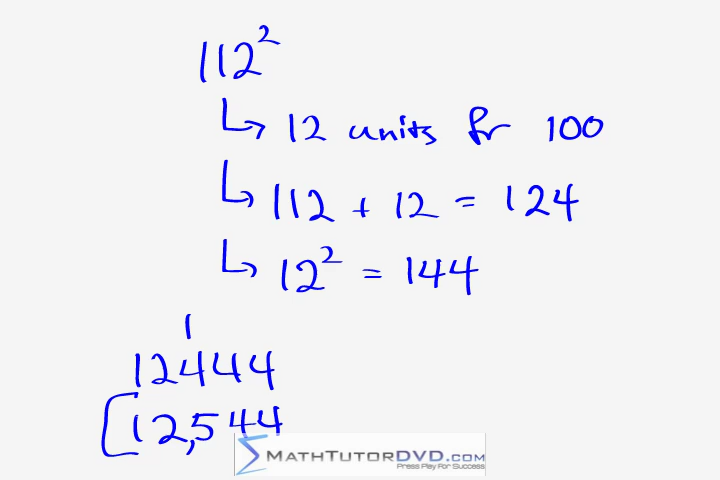 112²
↳ 12 units fr 100
↳ 112 + 12 = 124
↳ 12² = 144
1
12444
[12,544
MATHTUTORDVD.COM
Press Play For Success